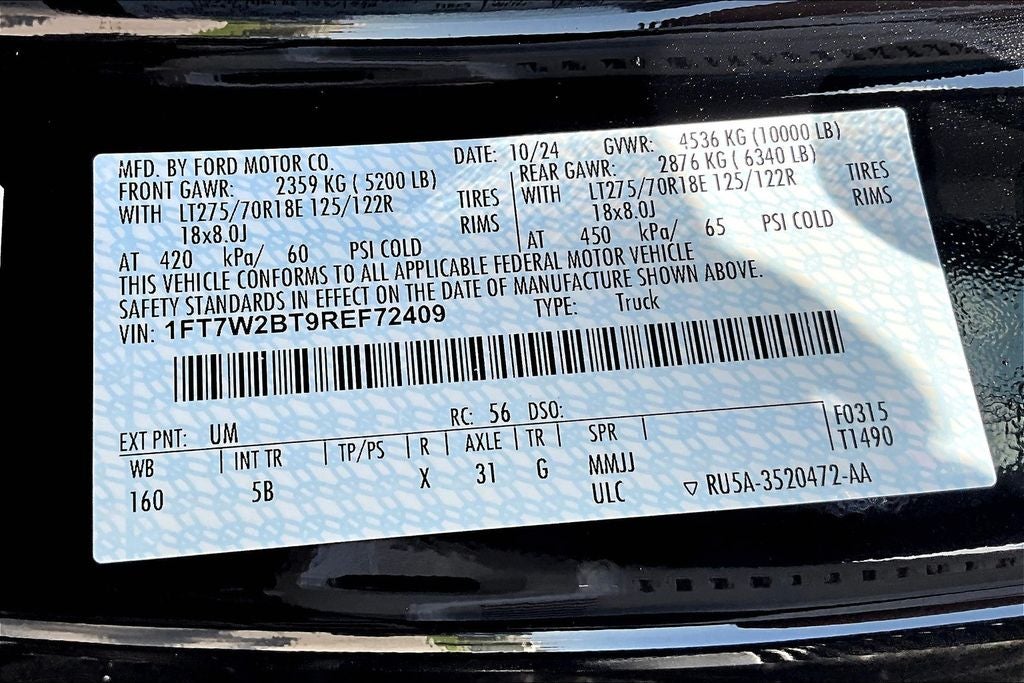 MFD. BY FORD MOTOR CO. DATE: 10/24 GVWR: 4536 KG (10000 LB)
FRONT GAWR: 2359 KG ( 5200 LB) REAR GAWR: 2876 KG ( 6340 LB)
WITH LT275/70R18E 125/122R TIRES WITH LT275/70R18E 125/122R TIRES
18x8.0J RIMS 18x8.0J RIMS
AT 420 kPa/ 60 PSI COLD AT 450 kPa/ 65 PSI COLD
THIS VEHICLE CONFORMS TO ALL APPLICABLE FEDERAL MOTOR VEHICLE
SAFETY STANDARDS IN EFFECT ON THE DATE OF MANUFACTURE SHOWN ABOVE.
VIN: 1FT7W2BT9REF72409 TYPE: Truck
EXT PNT: UM RC: 56 DSO: F0315
WB INT TR TP/PS R AXLE TR SPR T1490
160 5B X 31 G MMJJ
ULC ▽ RU5A-3520472-AA